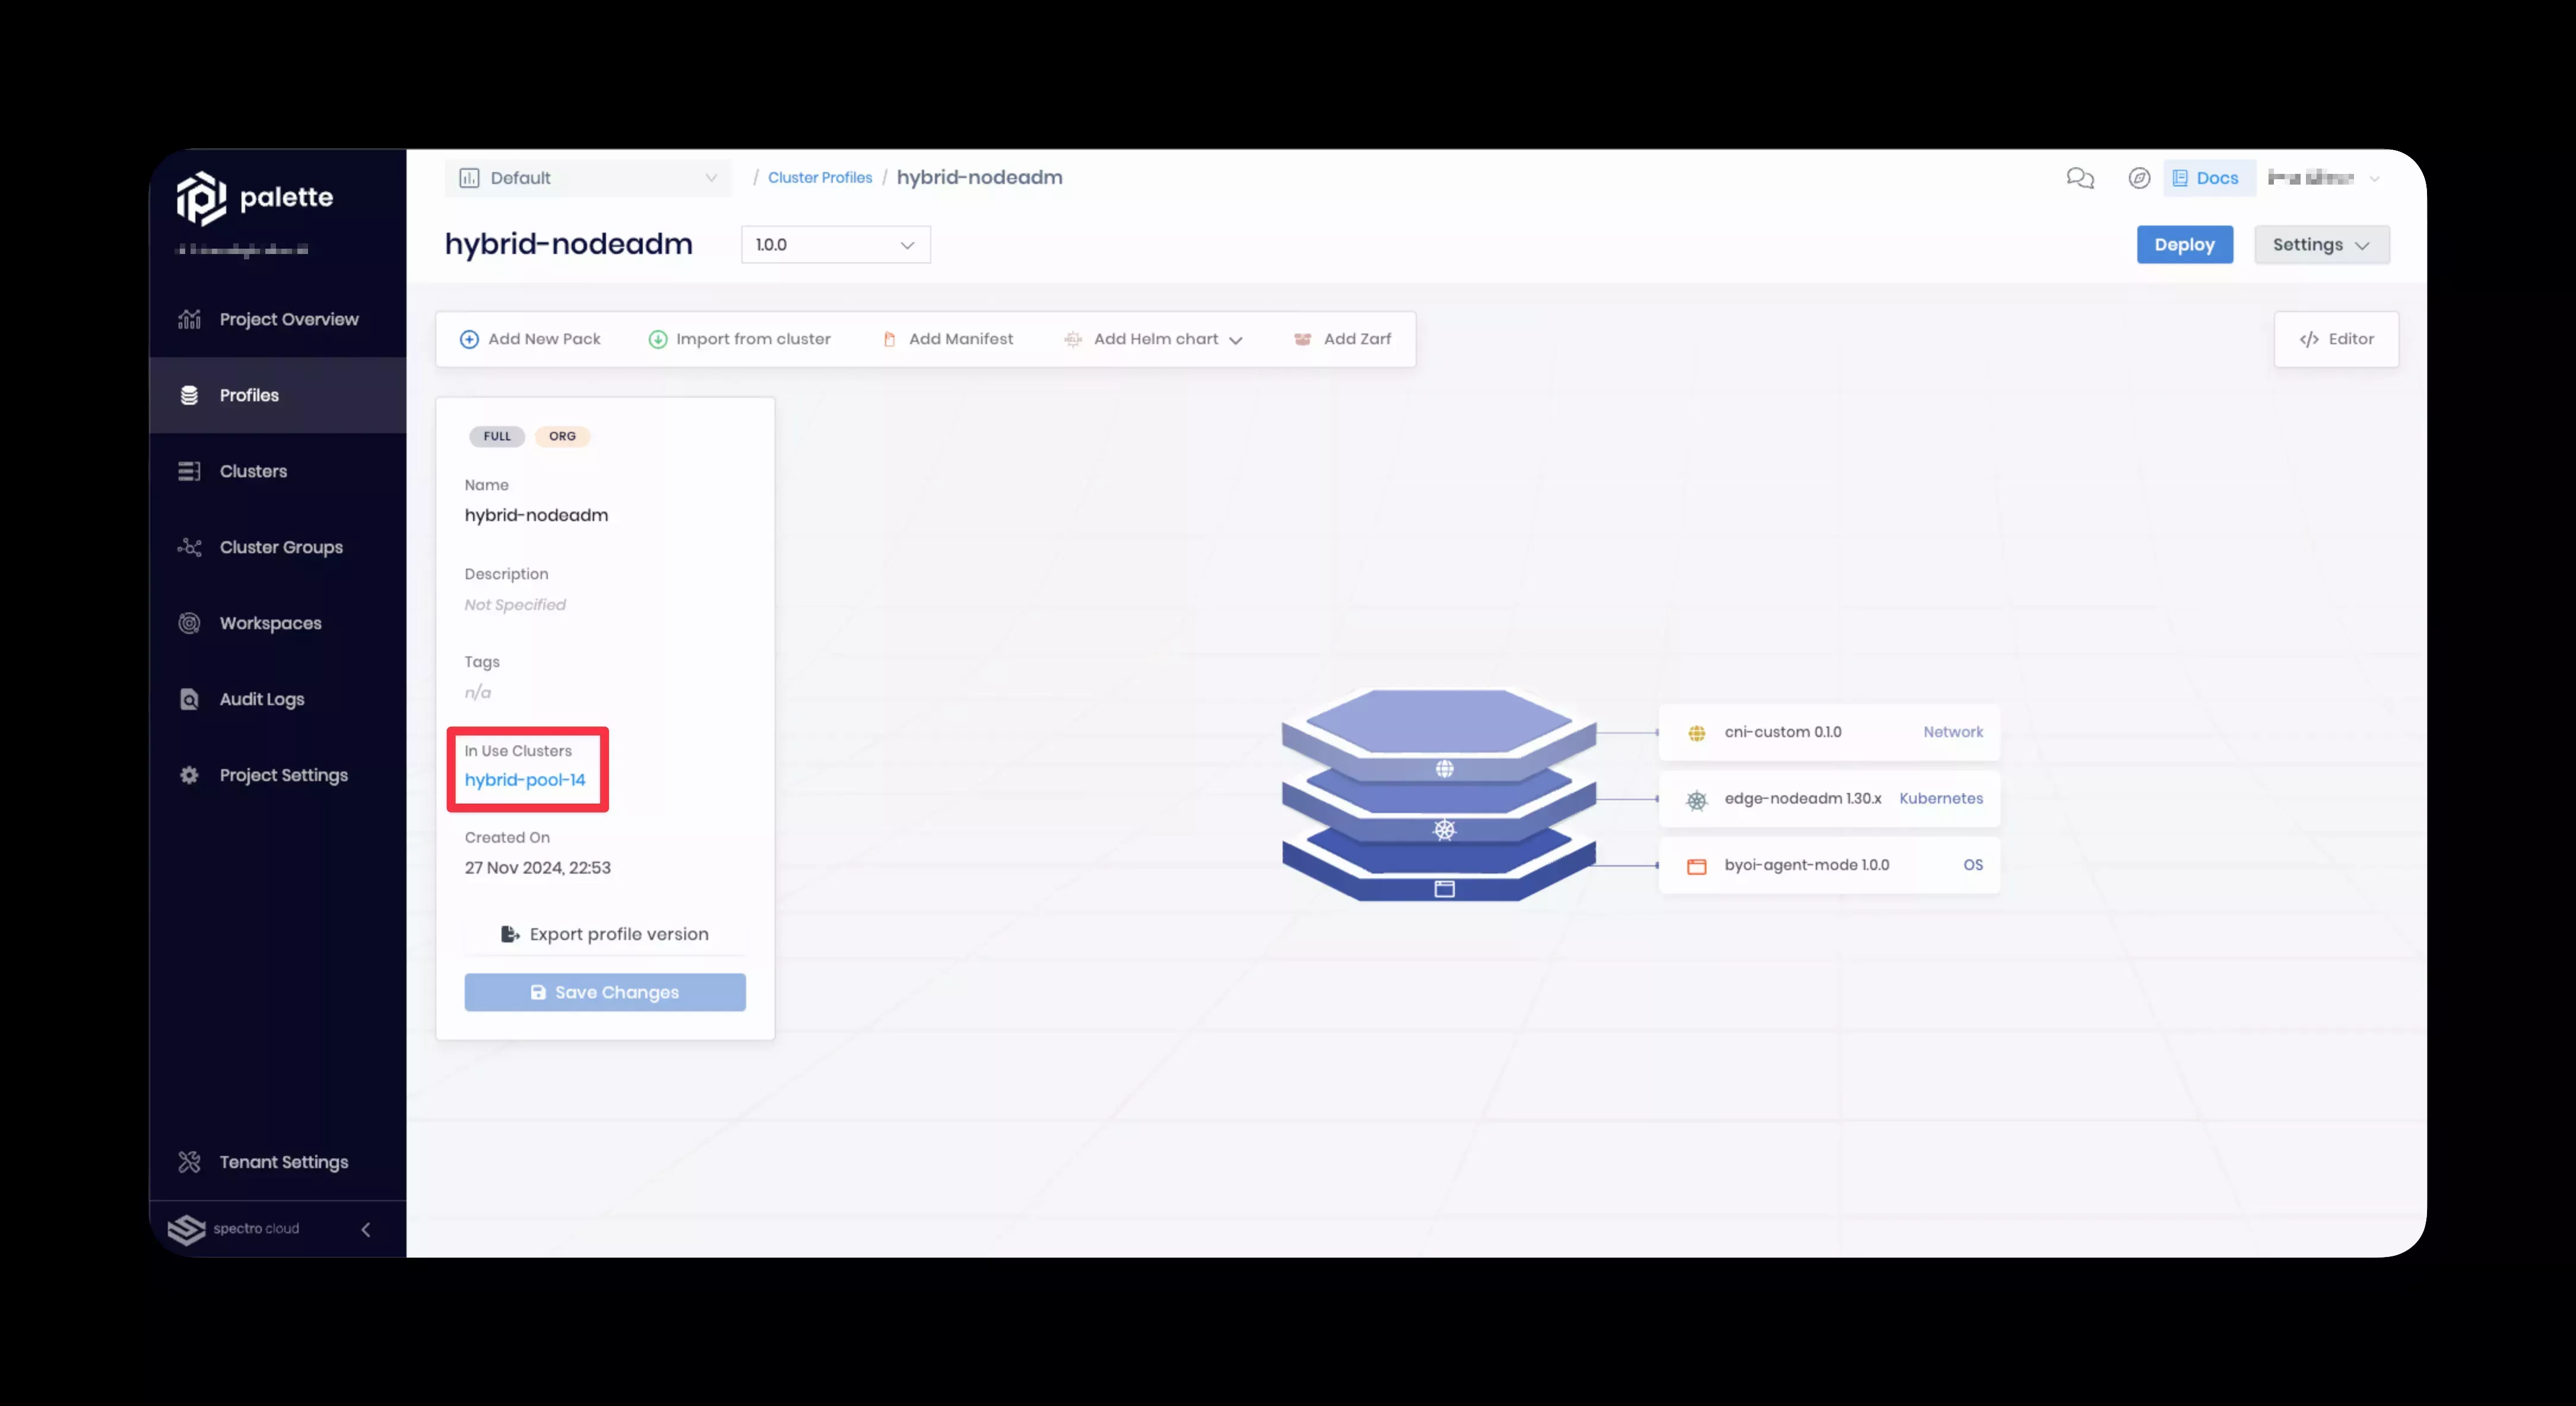 palette
Default / Cluster Profiles / hybrid-nodeadm
Docs
hybrid-nodeadm
1.0.0
Deploy
Settings
Project Overview
Profiles
Clusters
Cluster Groups
Workspaces
Audit Logs
Project Settings
Tenant Settings
spectro cloud
Add New Pack
Import from cluster
Add Manifest
Add Helm chart
Add Zarf
</> Editor
FULL
ORG
Name
hybrid-nodeadm
Description
Not Specified
Tags
n/a
In Use Clusters
hybrid-pool-14
Created On
27 Nov 2024, 22:53
Export profile version
Save Changes
cni-custom 0.1.0 Network
edge-nodeadm 1.30.x Kubernetes
byoi-agent-mode 1.0.0 OS